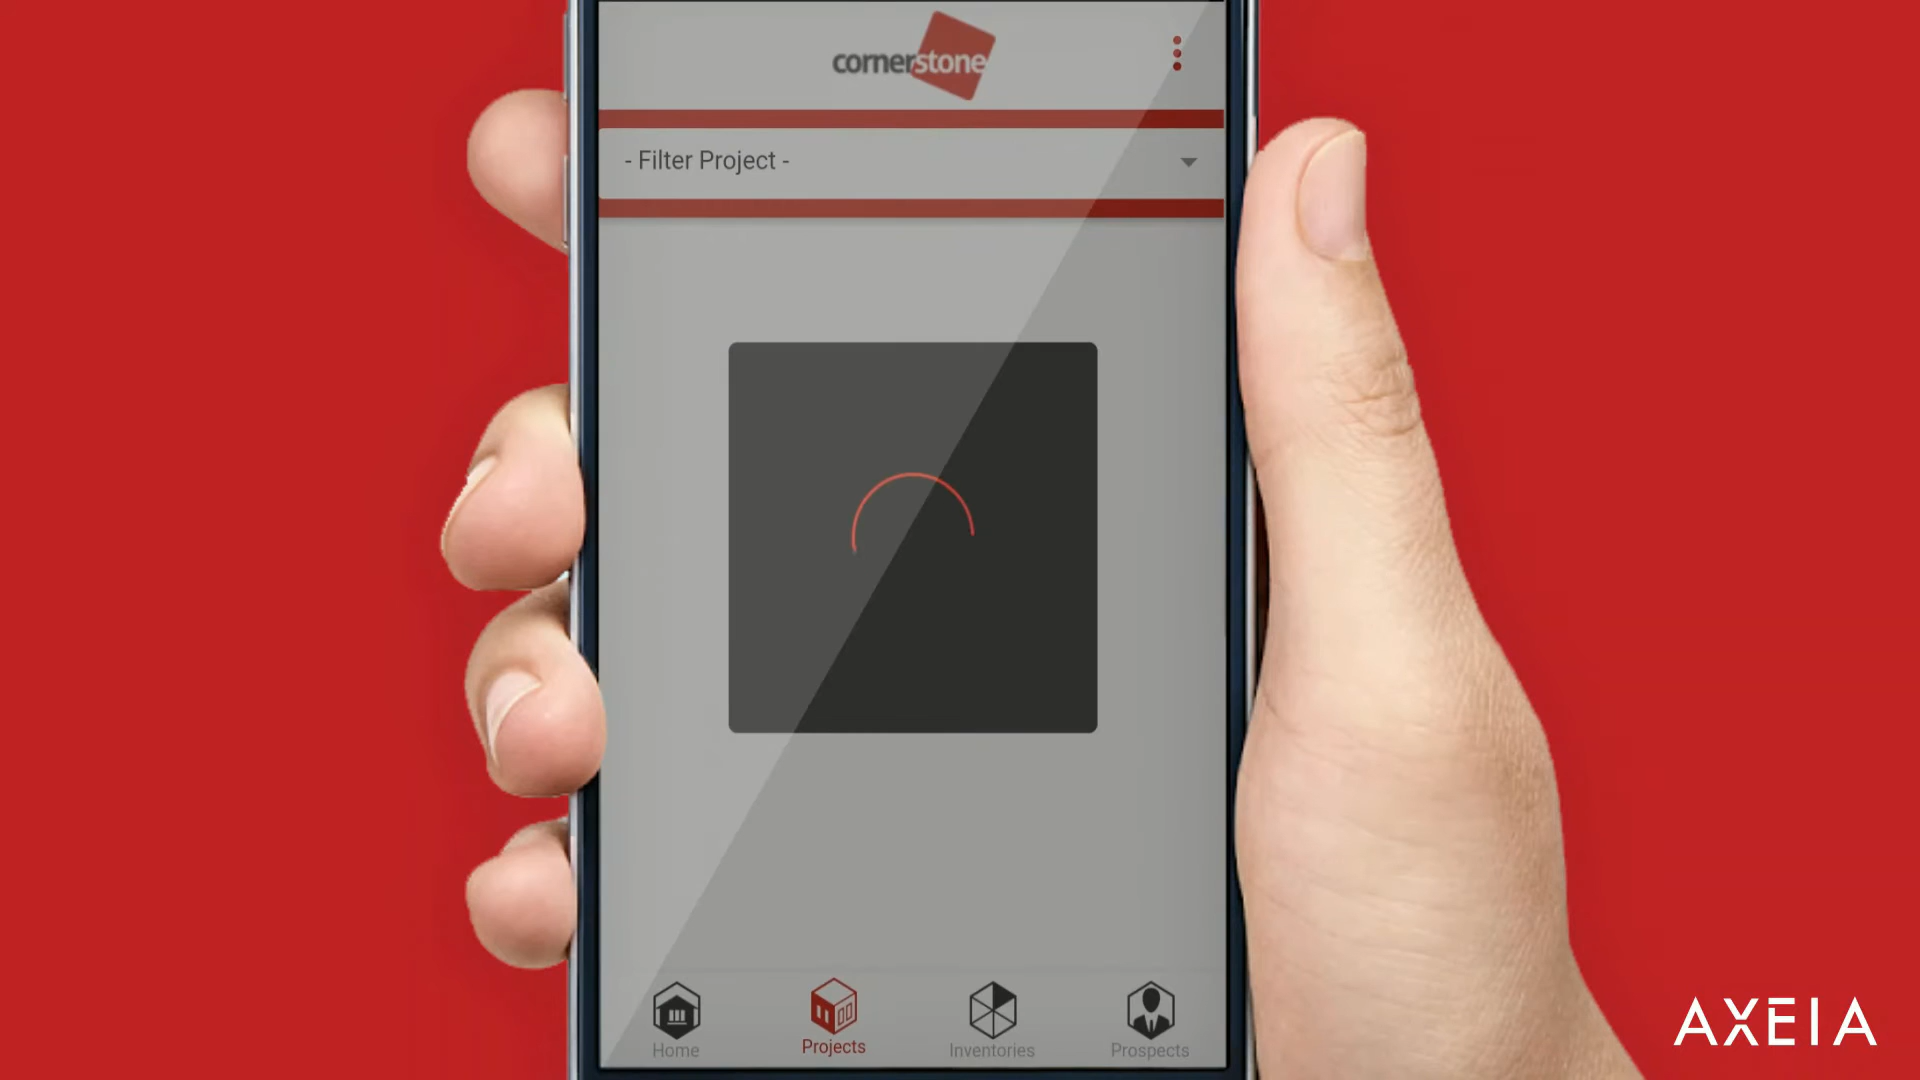 cornerstone
- Filter Project -
Home
Projects
Inventories
Prospects
AXEIA